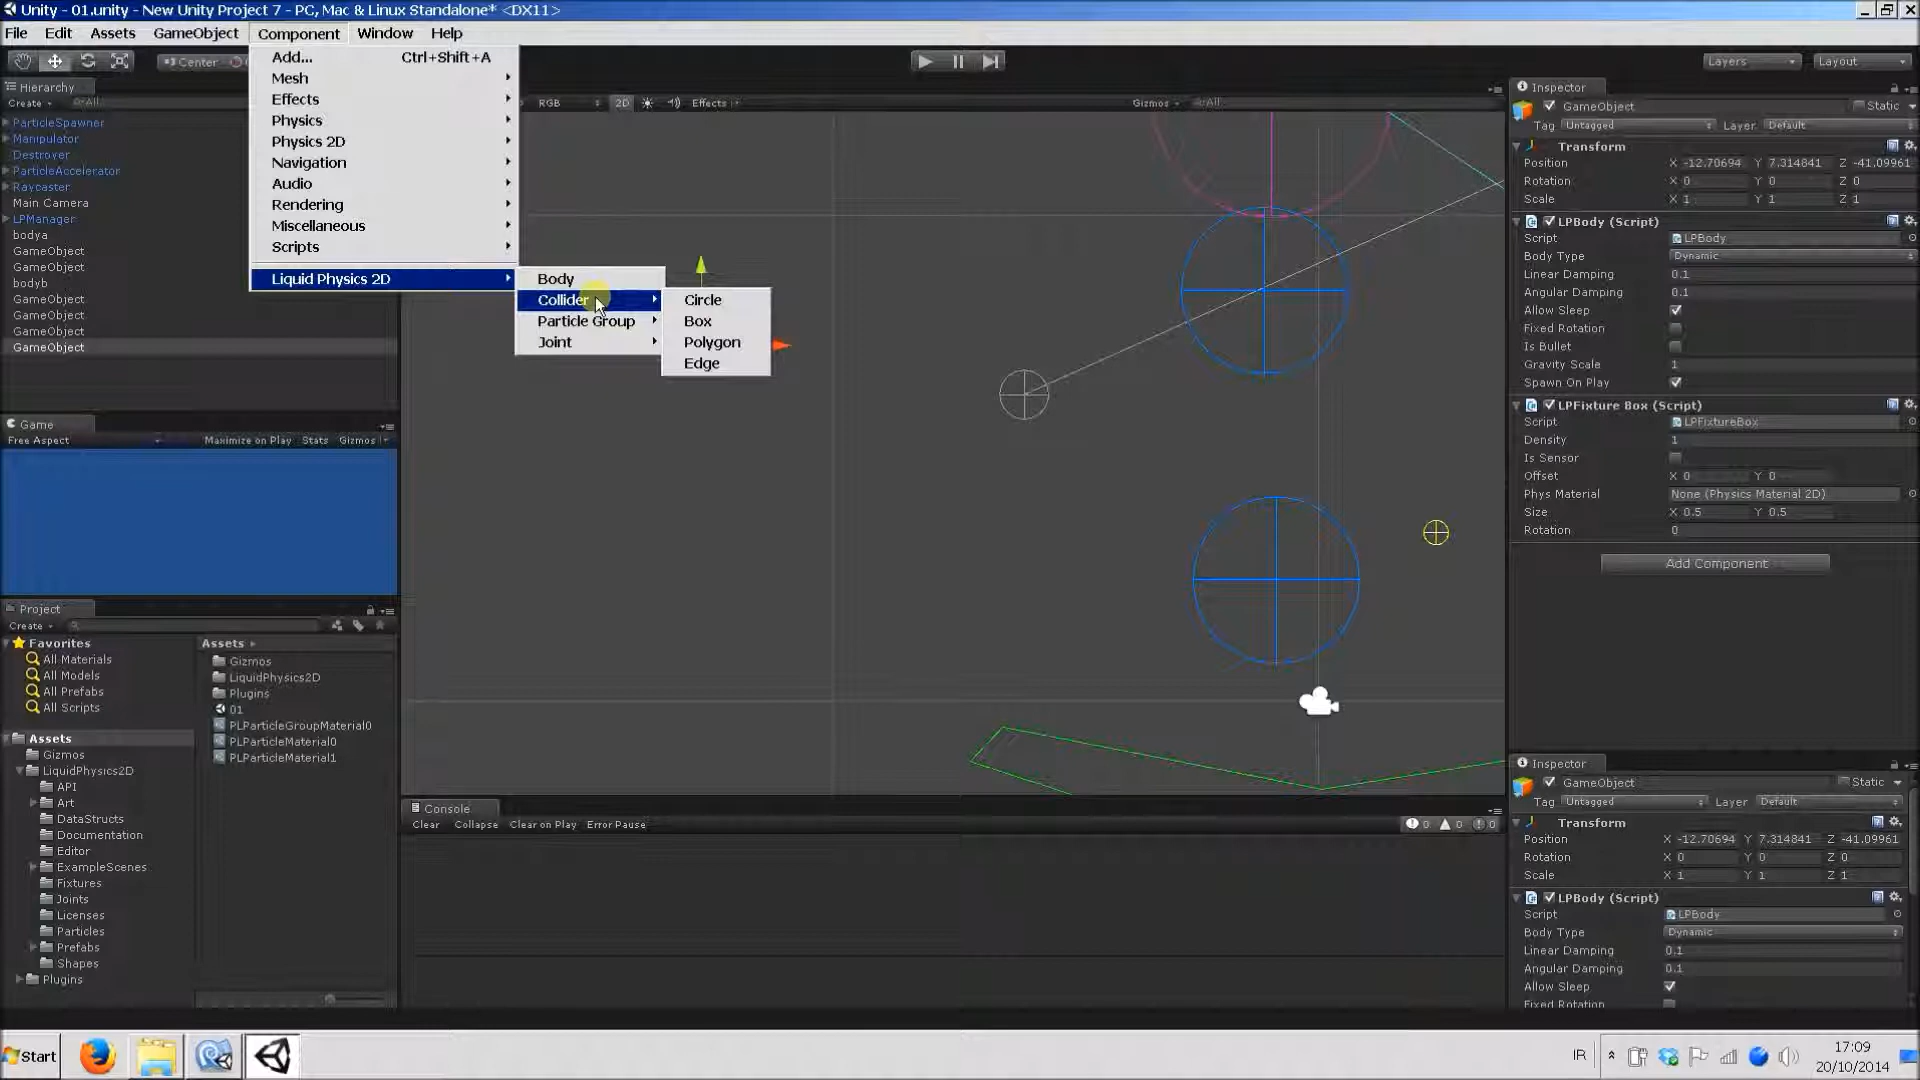 Unity - 01.unity - New Unity Project 7 - PC, Mac & Linux Standalone* <DX11>
File Edit Assets GameObject Component Window Help
Center
Layers Layout
Add... Ctrl+Shift+A
Mesh
Effects
Physics
Physics 2D
Navigation
Audio
Rendering
Miscellaneous
Scripts
Liquid Physics 2D
Body
Collider
Particle Group
Joint
Circle
Box
Polygon
Edge
Hierarchy
Create All
ParticleSpawner
Manipulator
Destroyer
ParticleAccelerator
Raycaster
Main Camera
LPManager
bodya
GameObject
GameObject
bodyb
GameObject
GameObject
GameObject
GameObject
RGB 2D Effects Gizmos All
Game
Free Aspect Maximize on Play Stats Gizmos
Project
Create
Favorites
All Materials
All Models
All Prefabs
All Scripts
Assets
Gizmos
LiquidPhysics2D
API
Art
DataStructs
Documentation
Editor
ExampleScenes
Fixtures
Joints
Licenses
Particles
Prefabs
Shapes
Plugins
Assets
Gizmos
LiquidPhysics2D
Plugins
01
PLParticleGroupMaterial0
PLParticleMaterial0
PLParticleMaterial1
Console
Clear Collapse Clear on Play Error Pause 0 0 0
Inspector
GameObject Static
Tag Untagged Layer Default
Transform
Position X -12.70694 Y 7.314841 Z -41.09961
Rotation X 0 Y 0 Z 0
Scale X 1 Y 1 Z 1
LPBody (Script)
Script LPBody
Body Type Dynamic
Linear Damping 0.1
Angular Damping 0.1
Allow Sleep
Fixed Rotation
Is Bullet
Gravity Scale 1
Spawn On Play
LPFixture Box (Script)
Script LPFixtureBox
Density 1
Is Sensor
Offset X 0 Y 0
Phys Material None (Physics Material 2D)
Size X 0.5 Y 0.5
Rotation 0
Add Component
Inspector
GameObject Static
Tag Untagged Layer Default
Transform
Position X -12.70694 Y 7.314841 Z -41.09961
Rotation X 0 Y 0 Z 0
Scale X 1 Y 1 Z 1
LPBody (Script)
Script LPBody
Body Type Dynamic
Linear Damping 0.1
Angular Damping 0.1
Allow Sleep
Fixed Rotation
Start
IR
17:09
20/10/2014